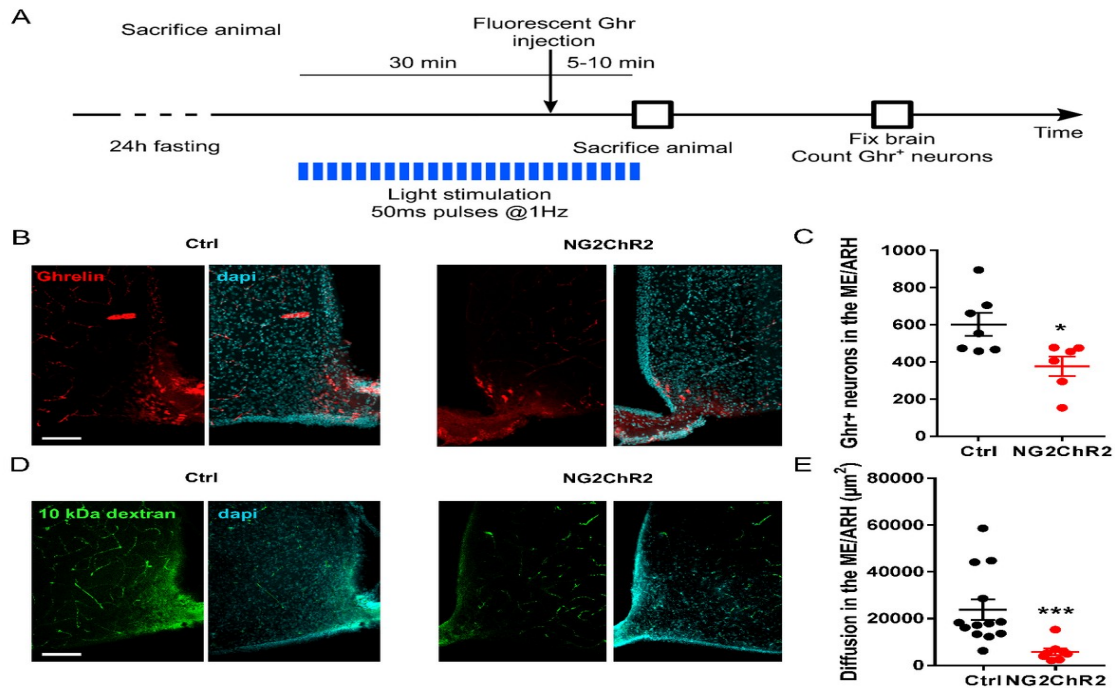 A
Sacrifice animal
Fluorescent Ghr
injection
30 min
5-10 min
24h fasting
Sacrifice animal
Fix brain
Count Ghr⁺ neurons
Time
Light stimulation
50ms pulses @1Hz
B
Ctrl
NG2ChR2
Ghrelin
dapi
C
Ghr+ neurons in the ME/ARH
1000
800
600
400
200
0
*
Ctrl
NG2ChR2
D
Ctrl
NG2ChR2
10 kDa dextran
dapi
E
Diffusion in the ME/ARH (µm²)
80000
60000
40000
20000
0
***
Ctrl
NG2ChR2